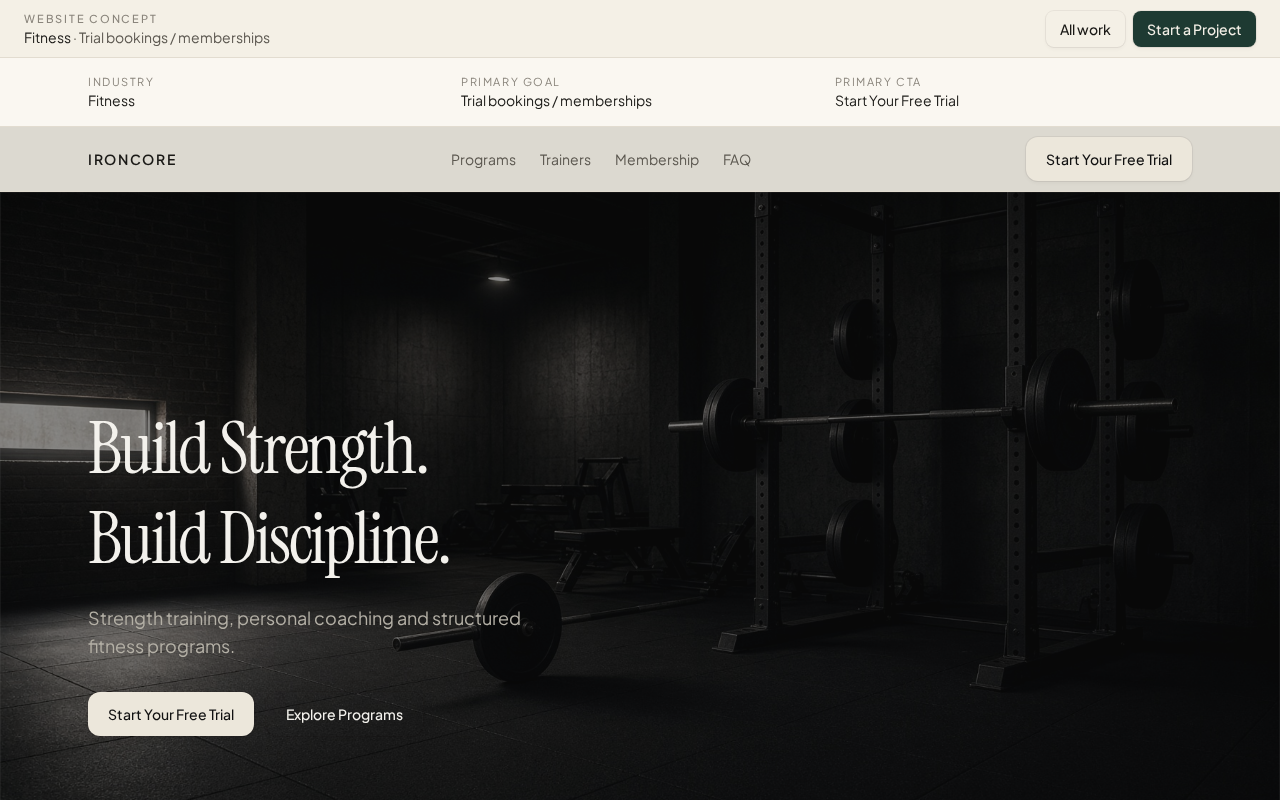 WEBSITE CONCEPT
Fitness · Trial bookings / memberships
All work
Start a Project
INDUSTRY
Fitness
PRIMARY GOAL
Trial bookings / memberships
PRIMARY CTA
Start Your Free Trial
IRONCORE
Programs
Trainers
Membership
FAQ
Start Your Free Trial
Build Strength.
Build Discipline.
Strength training, personal coaching and structured
fitness programs.
Start Your Free Trial
Explore Programs